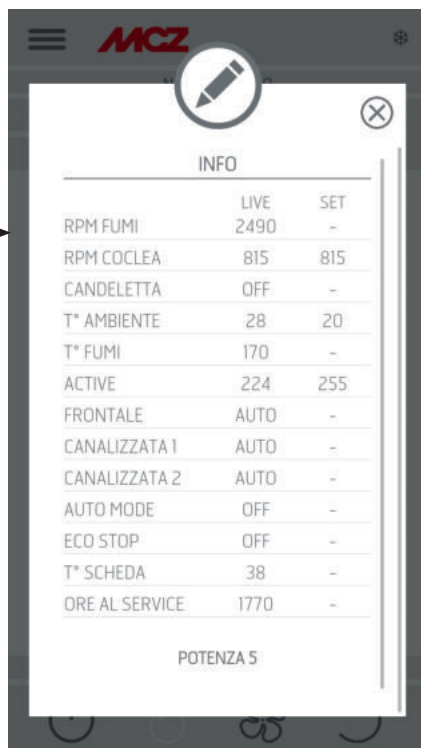 MCZ
INFO
LIVE SET
RPM FUMI 2490 -
RPM COCLEA 815 815
CANDELETTA OFF -
T° AMBIENTE 28 20
T° FUMI 170 -
ACTIVE 224 255
FRONTALE AUTO -
CANALIZZATA 1 AUTO -
CANALIZZATA 2 AUTO -
AUTO MODE OFF -
ECO STOP OFF -
T° SCHEDA 38 -
ORE AL SERVICE 1770 -
POTENZA 5